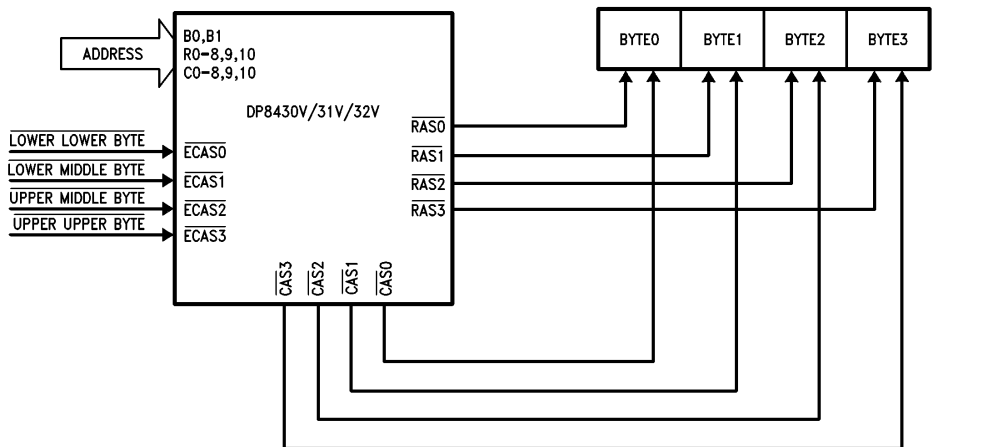 ADDRESS
B0,B1
R0-8,9,10
C0-8,9,10
DP8430V/31V/32V
LOWER LOWER BYTE
LOWER MIDDLE BYTE
UPPER MIDDLE BYTE
UPPER UPPER BYTE
ECAS0
ECAS1
ECAS2
ECAS3
RAS0
RAS1
RAS2
RAS3
CAS3
CAS2
CAS1
CAS0
BYTE0
BYTE1
BYTE2
BYTE3